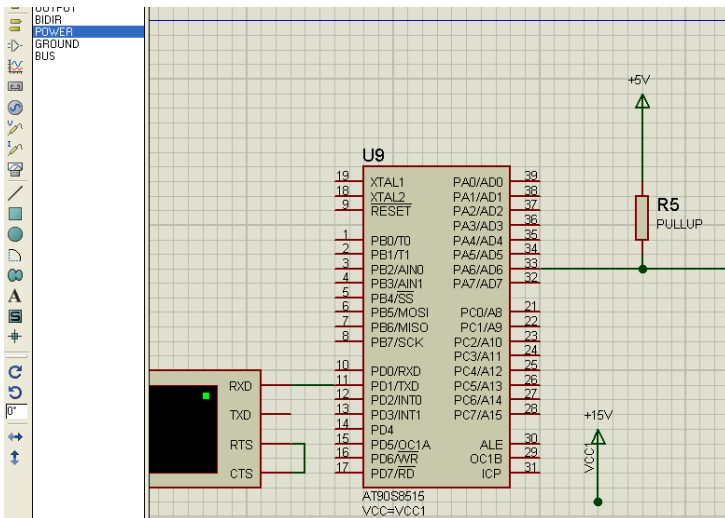 OUTPUT
BIDIR
POWER
GROUND
BUS
+5V
U9
R5
PULLUP
19 XTAL1 PA0/AD0 39
18 XTAL2 PA1/AD1 38
9 RESET PA2/AD2 37
PA3/AD3 36
1 PB0/T0 PA4/AD4 35
2 PB1/T1 PA5/AD5 34
3 PB2/AIN0 PA6/AD6 33
4 PB3/AIN1 PA7/AD7 32
5 PB4/SS
6 PB5/MOSI PC0/A8 21
7 PB6/MISO PC1/A9 22
8 PB7/SCK PC2/A10 23
PC3/A11 24
10 PD0/RXD PC4/A12 25
RXD 11 PD1/TXD PC5/A13 26
12 PD2/INT0 PC6/A14 27
TXD 13 PD3/INT1 PC7/A15 28
14 PD4
RTS 15 PD5/OC1A ALE 30
16 PD6/WR OC1B 29
CTS 17 PD7/RD ICP 31
AT90S8515
VCC=VCC1
+15V
VCC1
A
S
0°